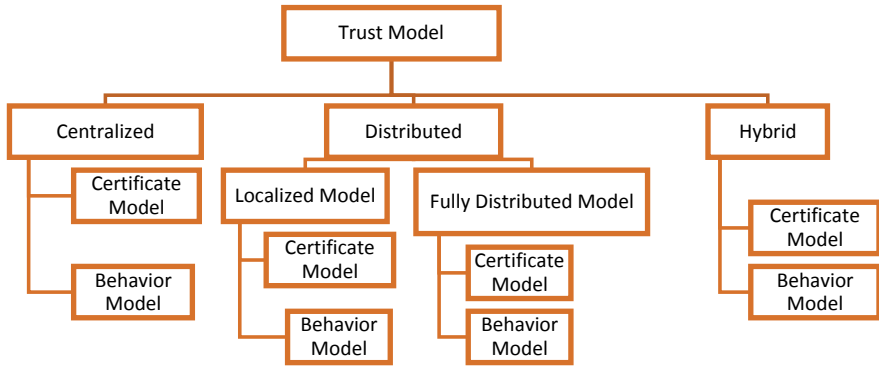 Trust Model
Centralized
Distributed
Hybrid
Certificate
Model
Behavior
Model
Localized Model
Certificate
Model
Behavior
Model
Fully Distributed Model
Certificate
Model
Behavior
Model
Certificate
Model
Behavior
Model